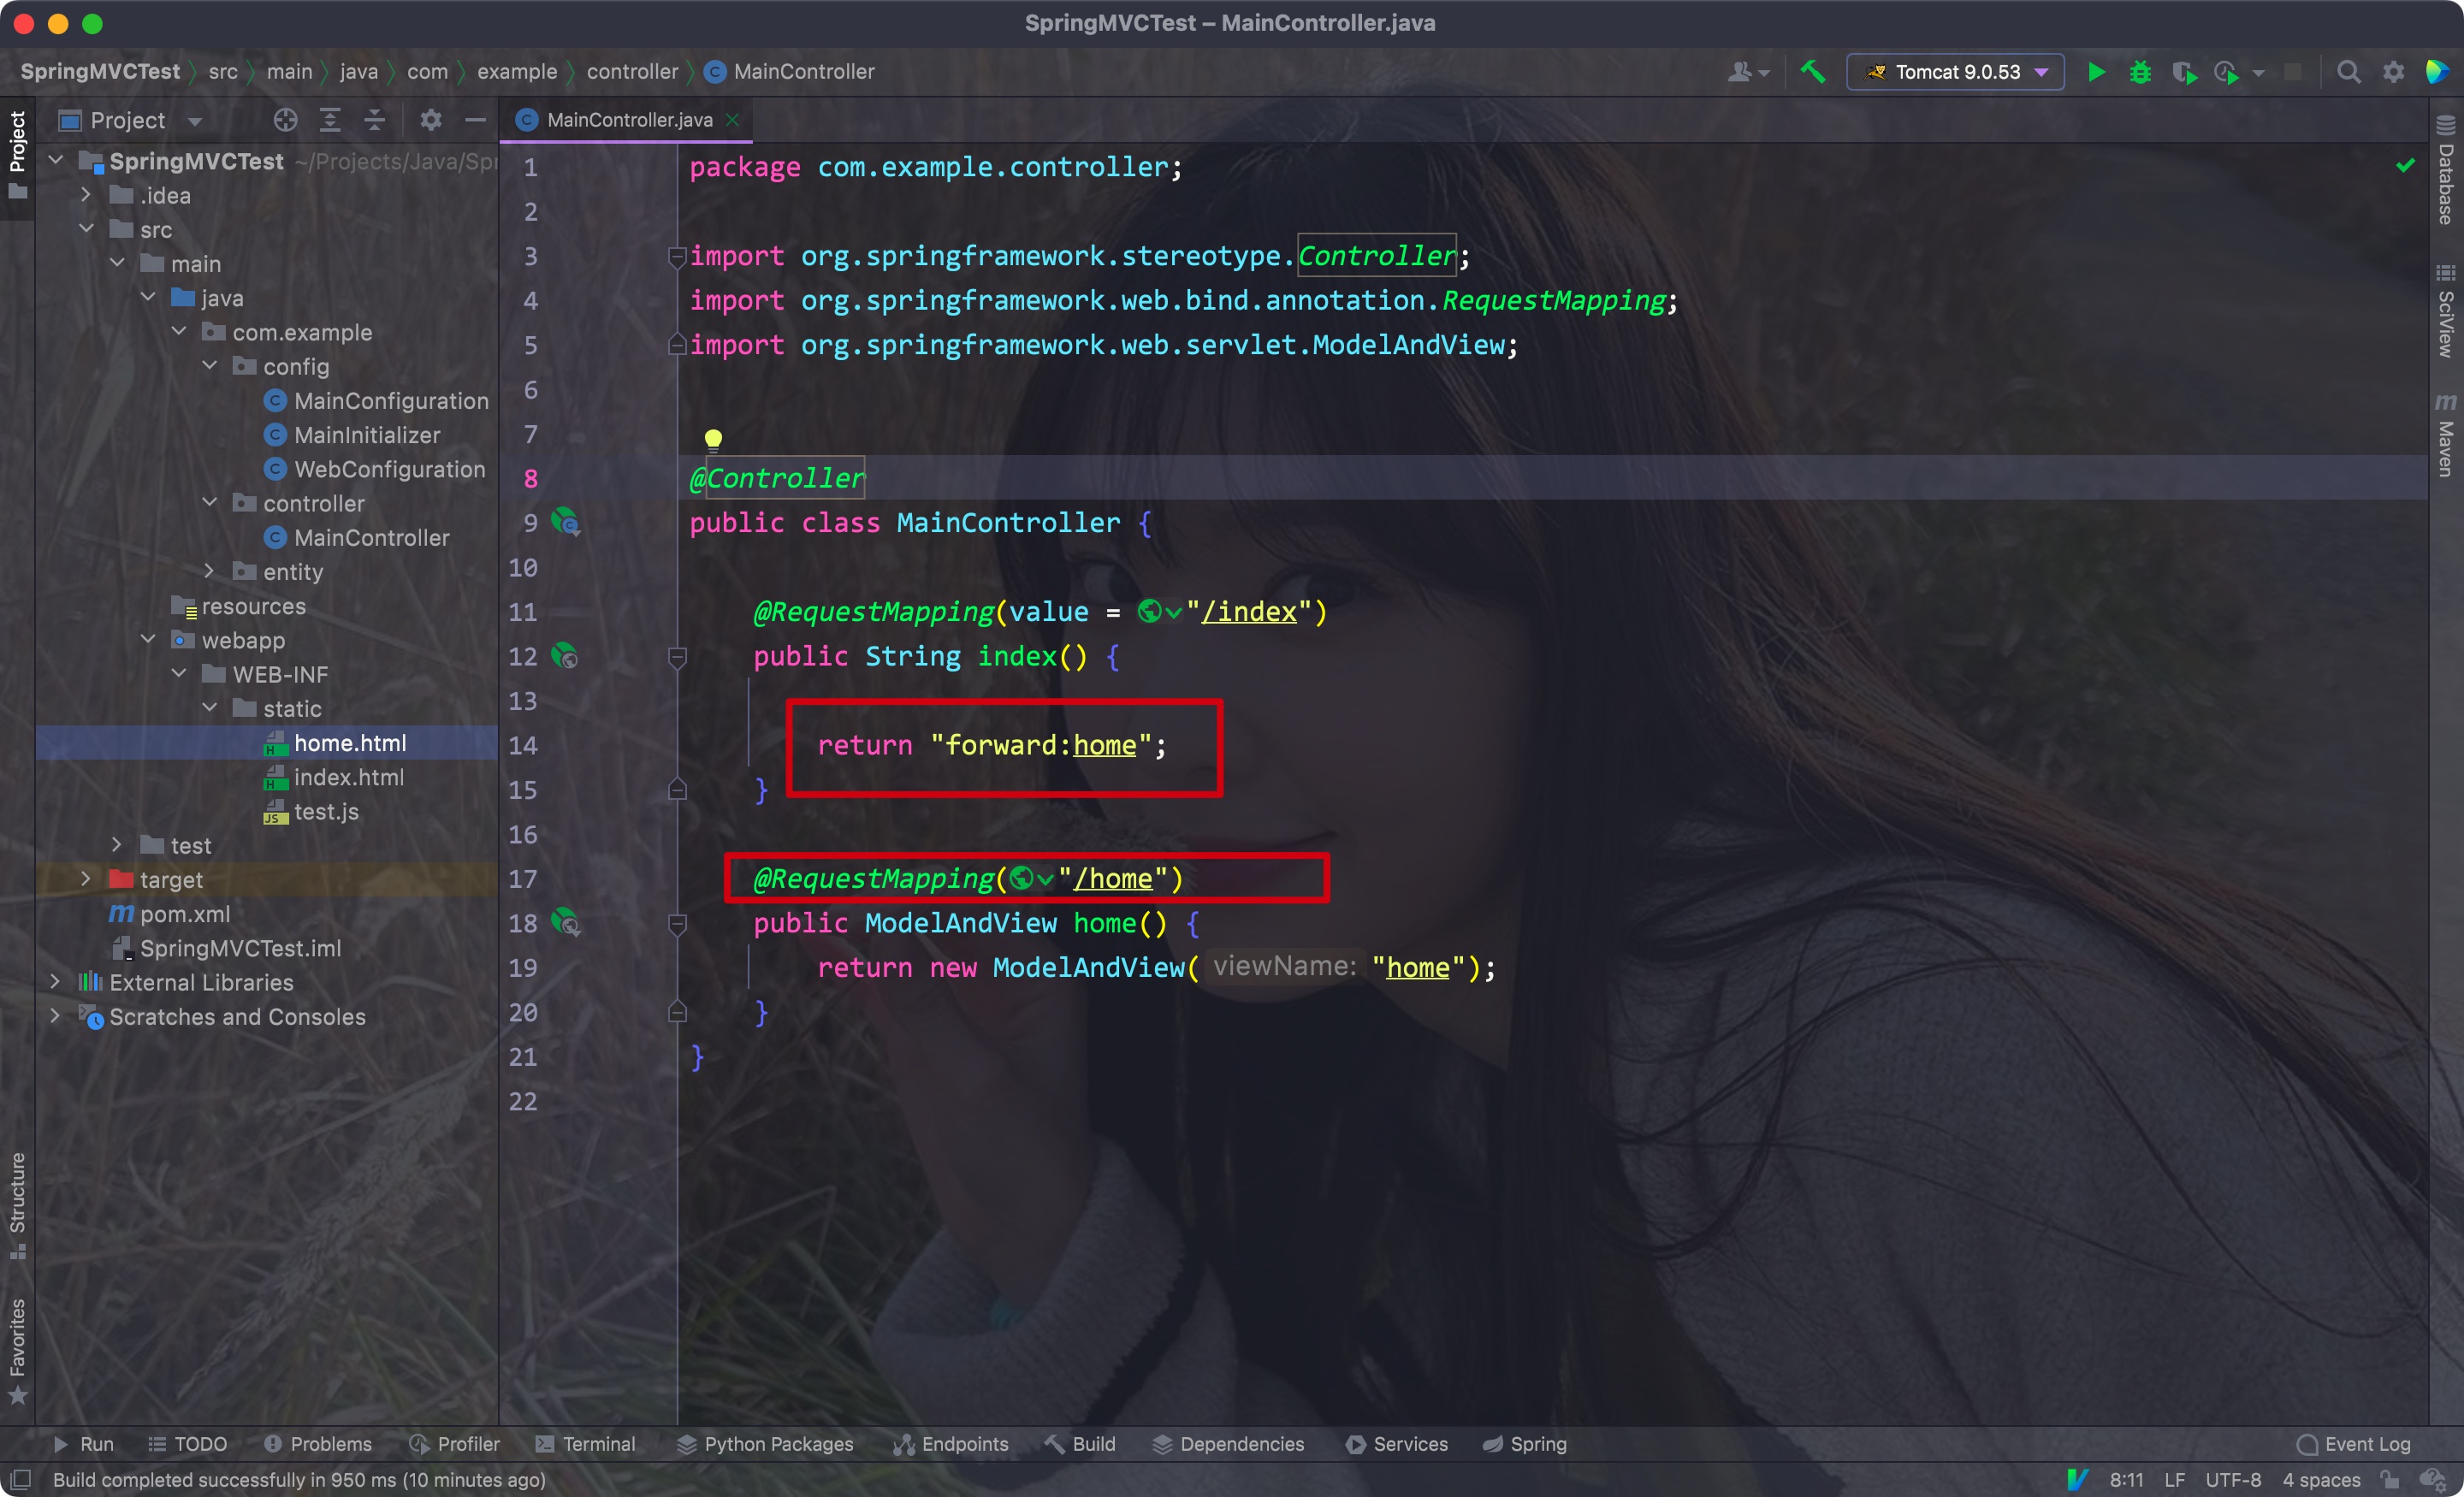 SpringMVCTest – MainController.java
SpringMVCTest src main java com example controller MainController
Tomcat 9.0.53
Project
Project
MainController.java
SpringMVCTest ~/Projects/Java/Spr
.idea
src
main
java
com.example
config
MainConfiguration
MainInitializer
WebConfiguration
controller
MainController
entity
resources
webapp
WEB-INF
static
home.html
index.html
test.js
test
target
pom.xml
SpringMVCTest.iml
External Libraries
Scratches and Consoles
Structure
Favorites
1 package com.example.controller;
2
3 import org.springframework.stereotype.Controller;
4 import org.springframework.web.bind.annotation.RequestMapping;
5 import org.springframework.web.servlet.ModelAndView;
6
7
8 @Controller
9 public class MainController {
10
11 @RequestMapping(value = "/index")
12 public String index() {
13
14 return "forward:home";
15 }
16
17 @RequestMapping("/home")
18 public ModelAndView home() {
19 return new ModelAndView( viewName: "home");
20 }
21 }
22
Database
SciView
Maven
Run TODO Problems Profiler Terminal Python Packages Endpoints Build Dependencies Services Spring Event Log
Build completed successfully in 950 ms (10 minutes ago) 8:11 LF UTF-8 4 spaces